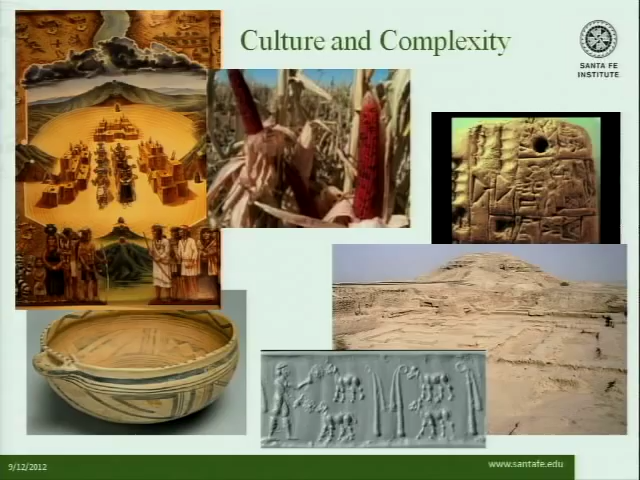 Culture and Complexity
SANTA FE
INSTITUTE
9/12/2012
www.santafe.edu